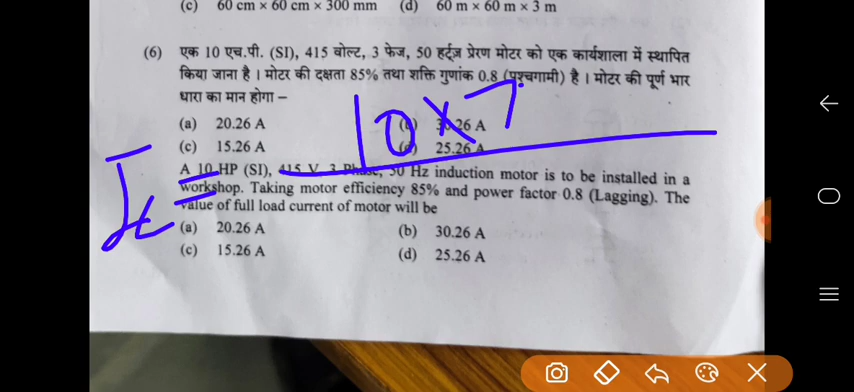 (c) 60 cm × 60 cm × 300 mm (d) 60 m × 60 m × 3 m
(6) एक 10 एच.पी. (SI), 415 वोल्ट, 3 फेज, 50 हर्ट्ज़ प्रेरण मोटर को एक कार्यशाला में स्थापित
किया जाना है । मोटर की दक्षता 85% तथा शक्ति गुणांक 0.8 (पश्चगामी) है । मोटर की पूर्ण भार
धारा का मान होगा –
(a) 20.26 A (b) 30.26 A
(c) 15.26 A (d) 25.26 A
10 × 7
A 10 HP (SI), 415 V, 3 Phase, 50 Hz induction motor is to be installed in a
workshop. Taking motor efficiency 85% and power factor 0.8 (Lagging). The
value of full load current of motor will be
(a) 20.26 A (b) 30.26 A
(c) 15.26 A (d) 25.26 A